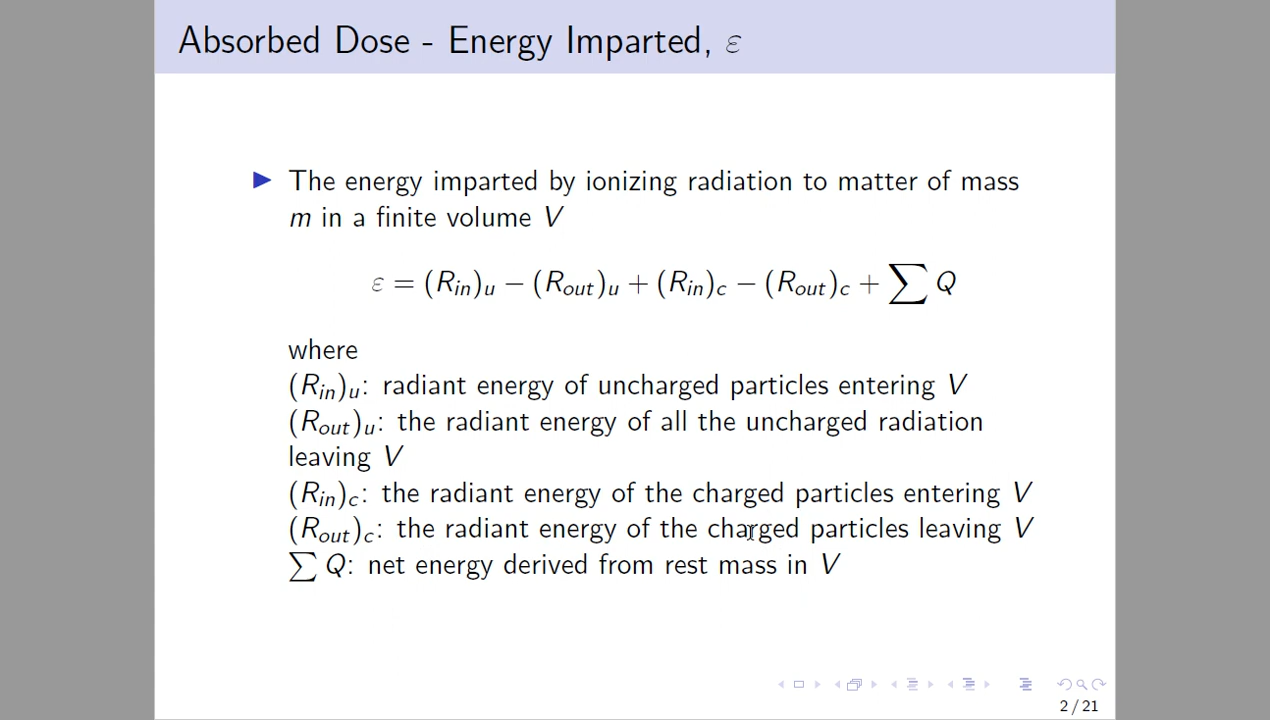 Absorbed Dose - Energy Imparted, ε
▶ The energy imparted by ionizing radiation to matter of mass
m in a finite volume V
ε = (R_in)_u − (R_out)_u + (R_in)_c − (R_out)_c + ∑ Q
where
(R_in)_u: radiant energy of uncharged particles entering V
(R_out)_u: the radiant energy of all the uncharged radiation
leaving V
(R_in)_c: the radiant energy of the charged particles entering V
(R_out)_c: the radiant energy of the charged particles leaving V
∑ Q: net energy derived from rest mass in V
2 / 21